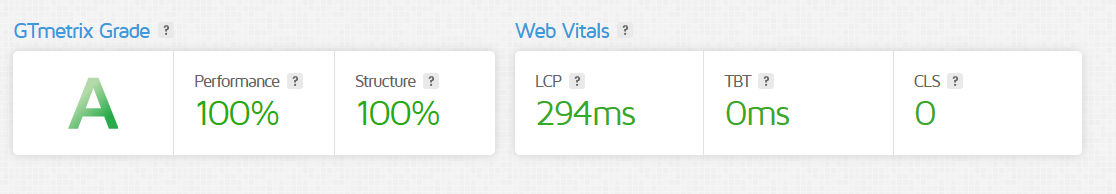 GTmetrix Grade ?
Web Vitals ?
A
Performance ?
100%
Structure ?
100%
LCP ?
294ms
TBT ?
0ms
CLS ?
0